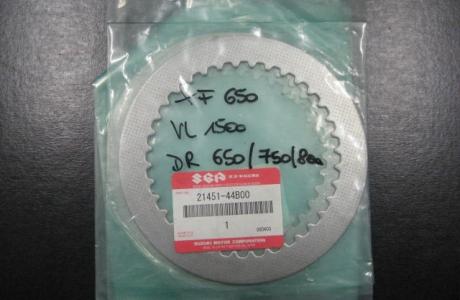 XF 650
VL 1500
DR 650/750/800
SGP
21451-44B00
1
SUZUKI MOTOR CORPORATION